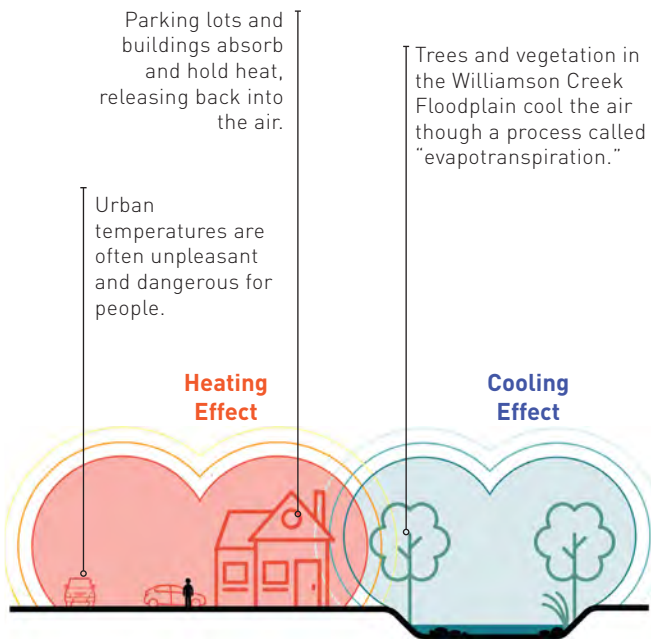 Parking lots and
buildings absorb
and hold heat,
releasing back into
the air.
Trees and vegetation in
the Williamson Creek
Floodplain cool the air
though a process called
“evapotranspiration.”
Urban
temperatures are
often unpleasant
and dangerous for
people.
Heating
Effect
Cooling
Effect